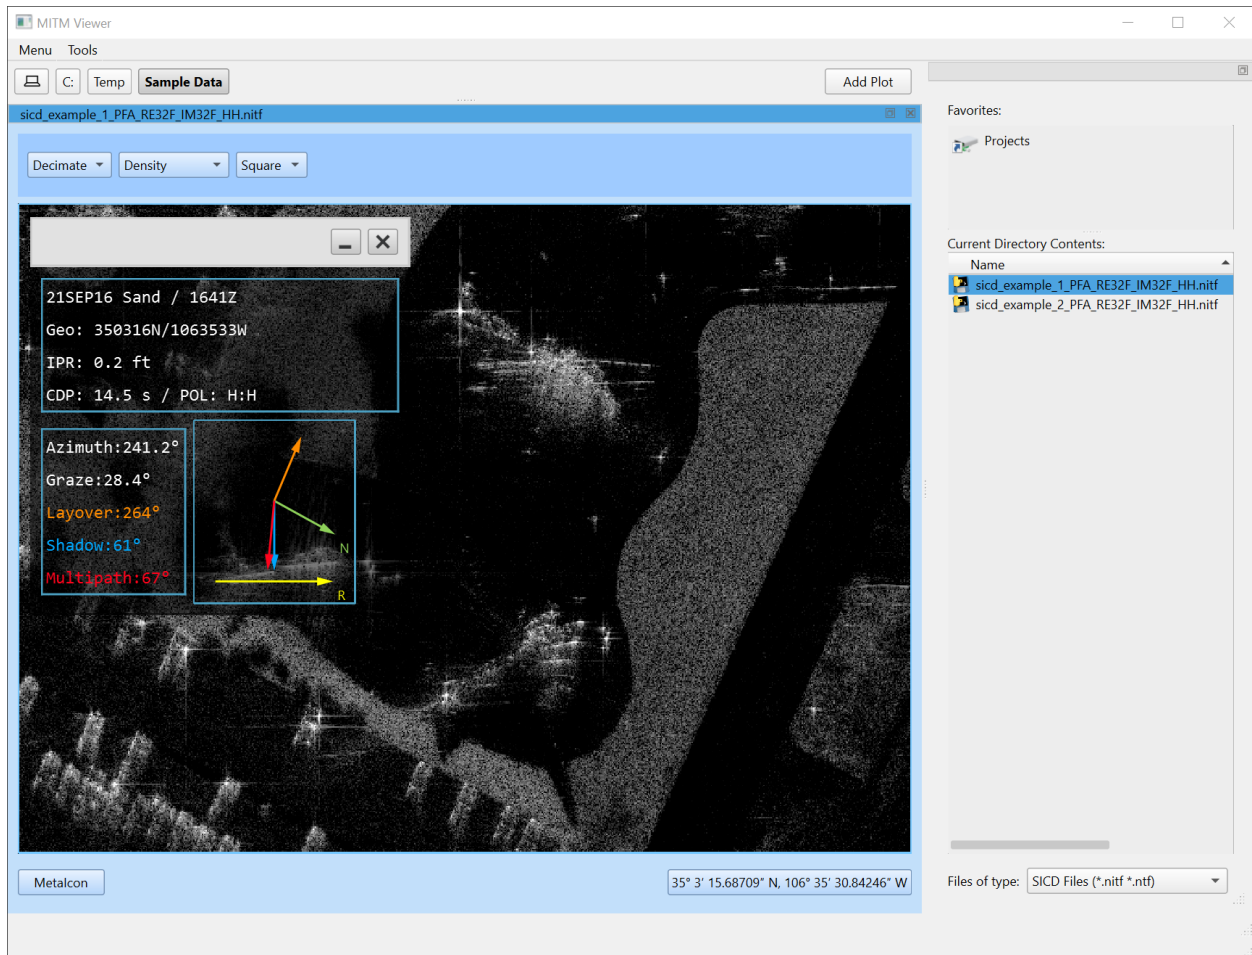 MITM Viewer
Menu Tools
C: Temp Sample Data Add Plot
sicd_example_1_PFA_RE32F_IM32F_HH.nitf
Decimate Density Square
21SEP16 Sand / 1641Z
Geo: 350316N/1063533W
IPR: 0.2 ft
CDP: 14.5 s / POL: H:H
Azimuth:241.2°
Graze:28.4°
Layover:264°
Shadow:61°
Multipath:67°
N
R
Metaicon
35° 3' 15.68709" N, 106° 35' 30.84246" W
Favorites:
Projects
Current Directory Contents:
Name
sicd_example_1_PFA_RE32F_IM32F_HH.nitf
sicd_example_2_PFA_RE32F_IM32F_HH.nitf
Files of type: SICD Files (*.nitf *.ntf)